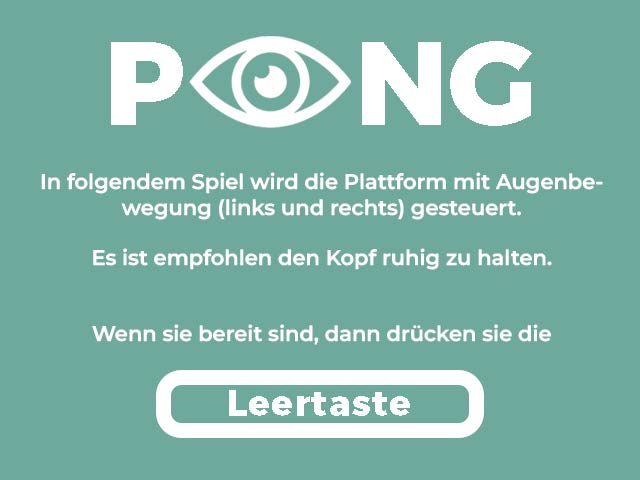 PONG
In folgendem Spiel wird die Plattform mit Augenbe-
wegung (links und rechts) gesteuert.
Es ist empfohlen den Kopf ruhig zu halten.
Wenn sie bereit sind, dann drücken sie die
Leertaste